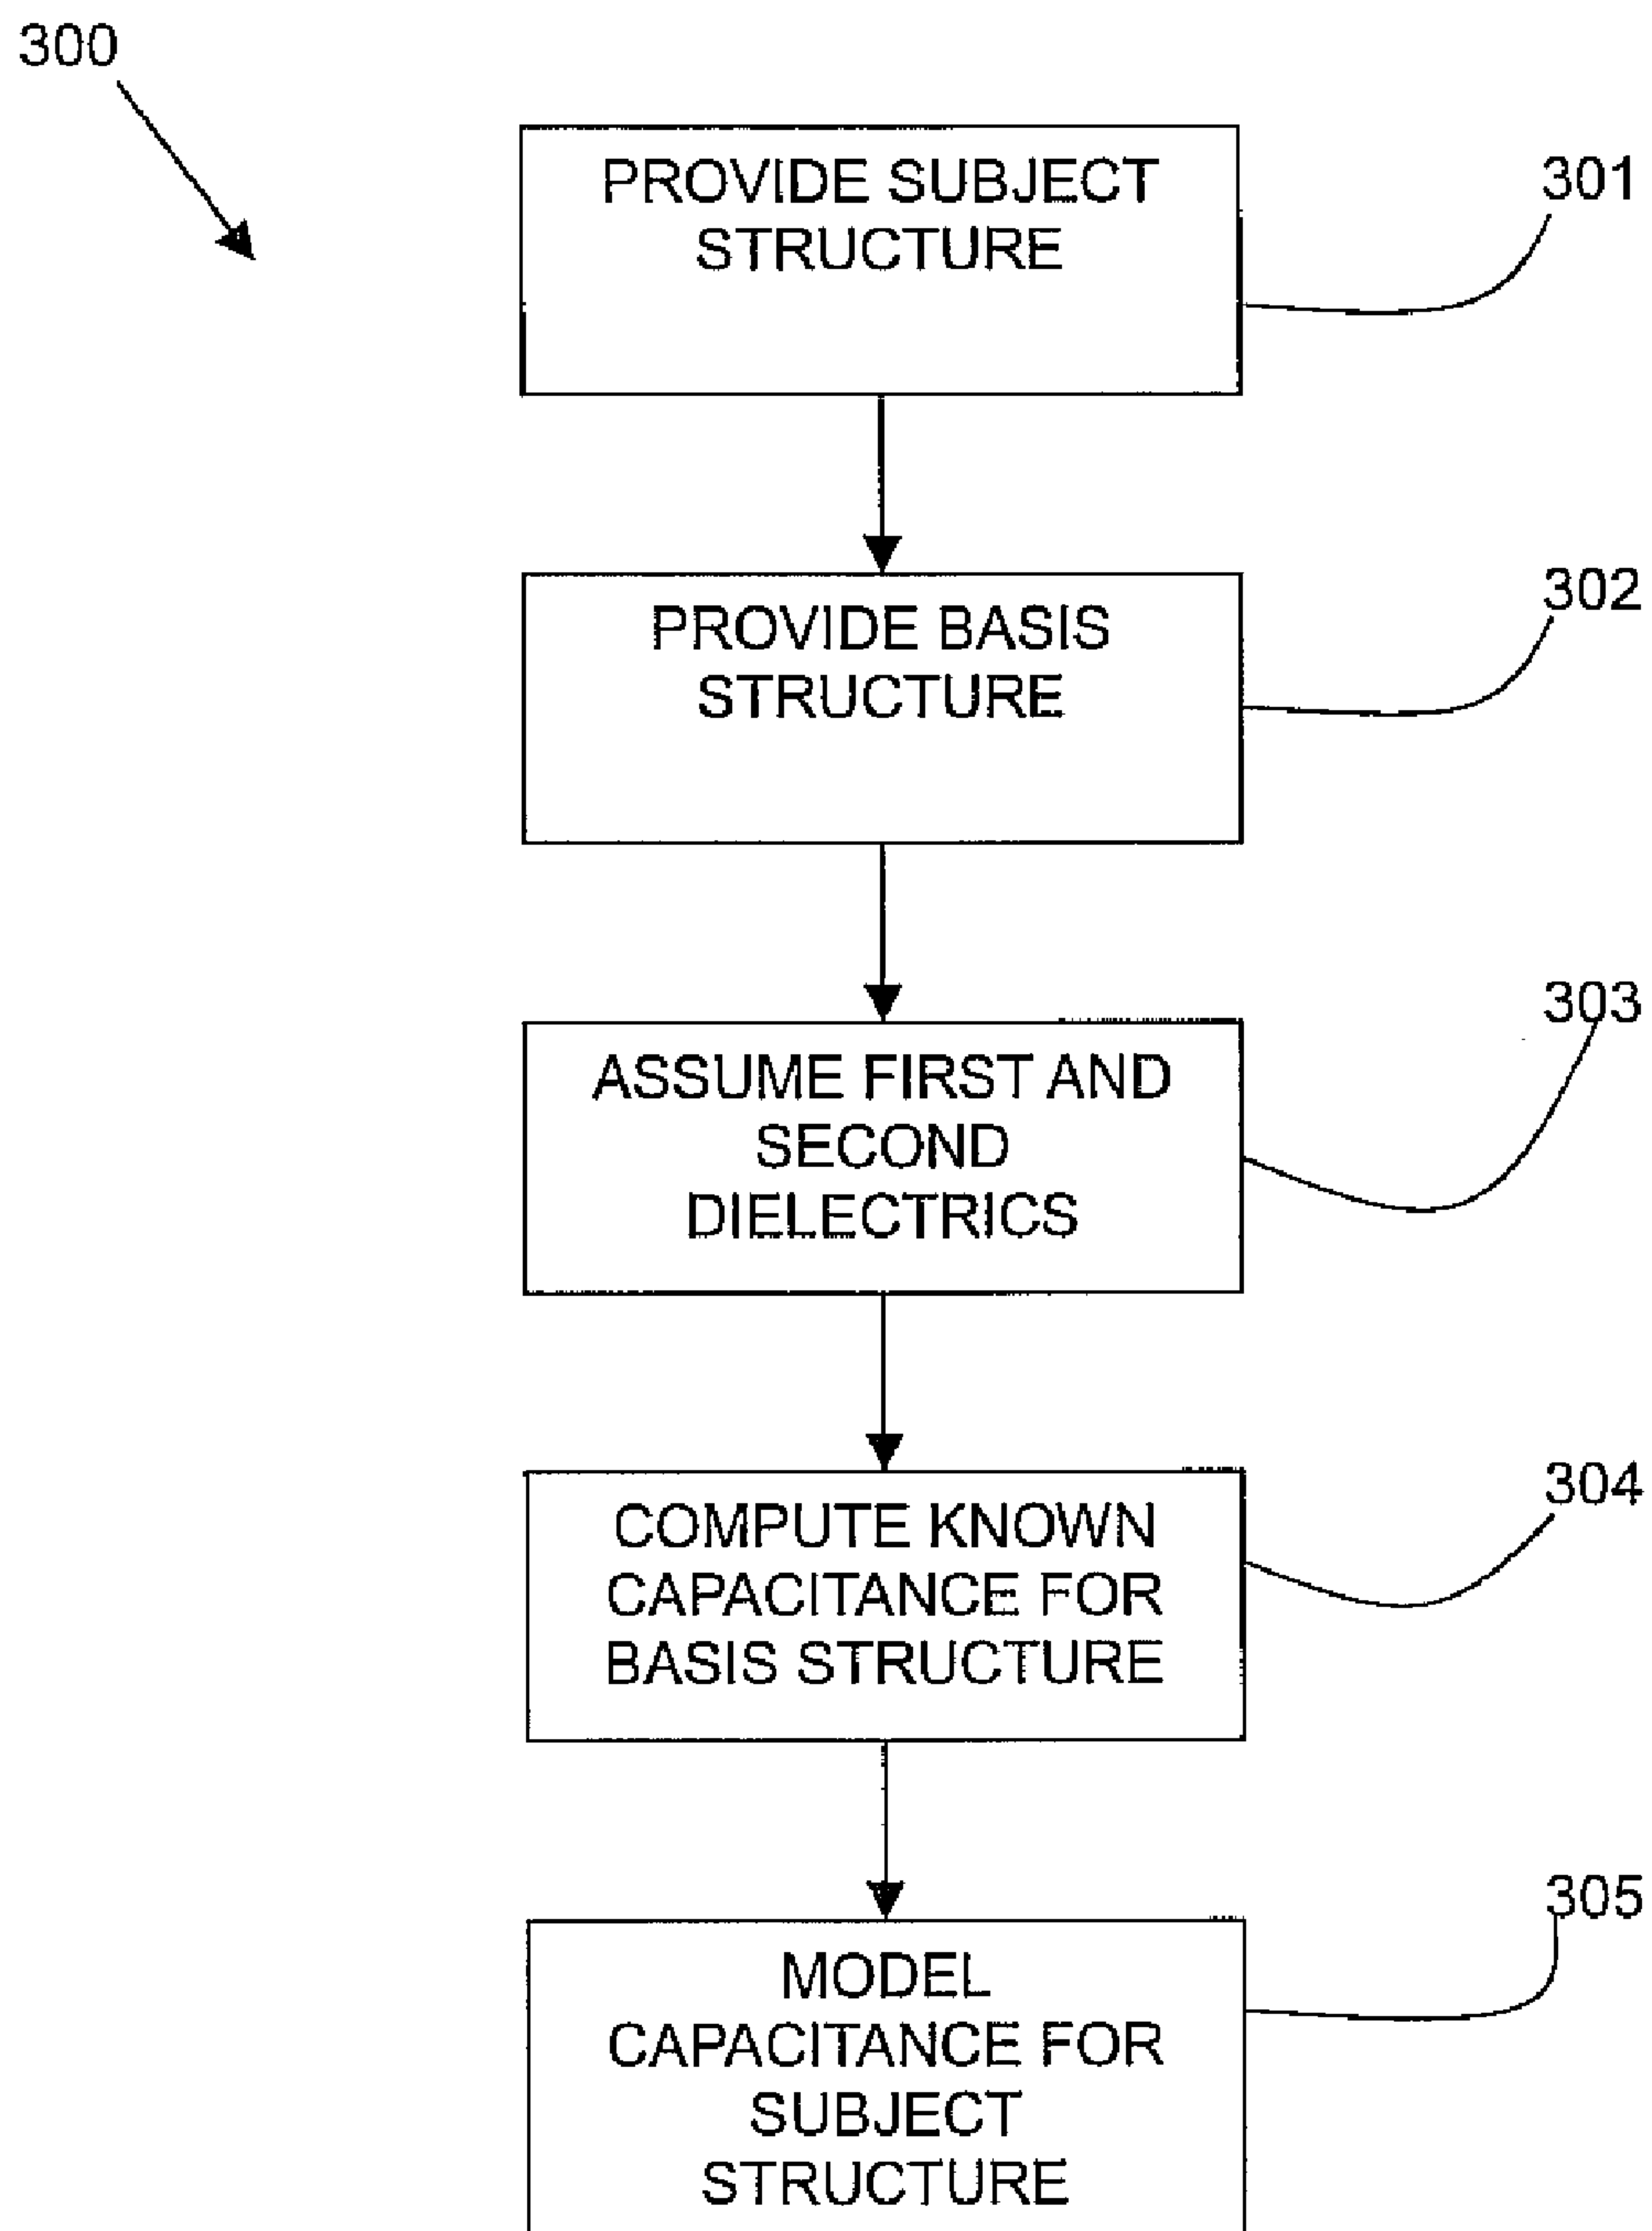 300
PROVIDE SUBJECT
STRUCTURE
301
PROVIDE BASIS
STRUCTURE
302
ASSUME FIRST AND
SECOND
DIELECTRICS
303
COMPUTE KNOWN
CAPACITANCE FOR
BASIS STRUCTURE
304
MODEL
CAPACITANCE FOR
SUBJECT
STRUCTURE
305